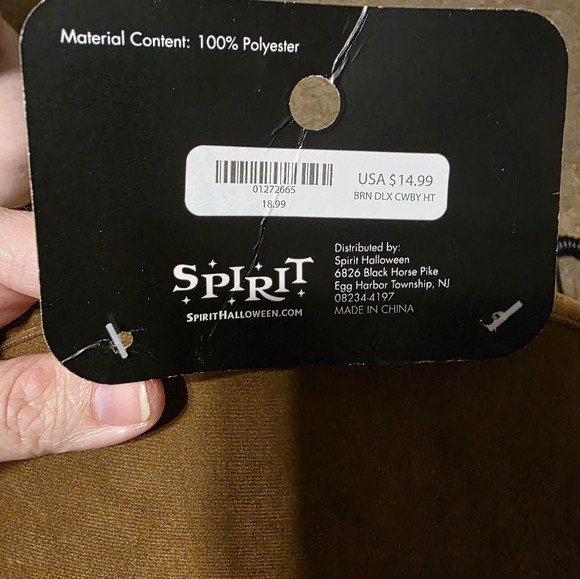 Material Content: 100% Polyester
01272665
18.99
USA $14.99
BRN DLX CWBY HT
SPIRIT
SPIRITHALLOWEEN.COM
Distributed by:
Spirit Halloween
6826 Black Horse Pike
Egg Harbor Township, NJ
08234-4197
MADE IN CHINA